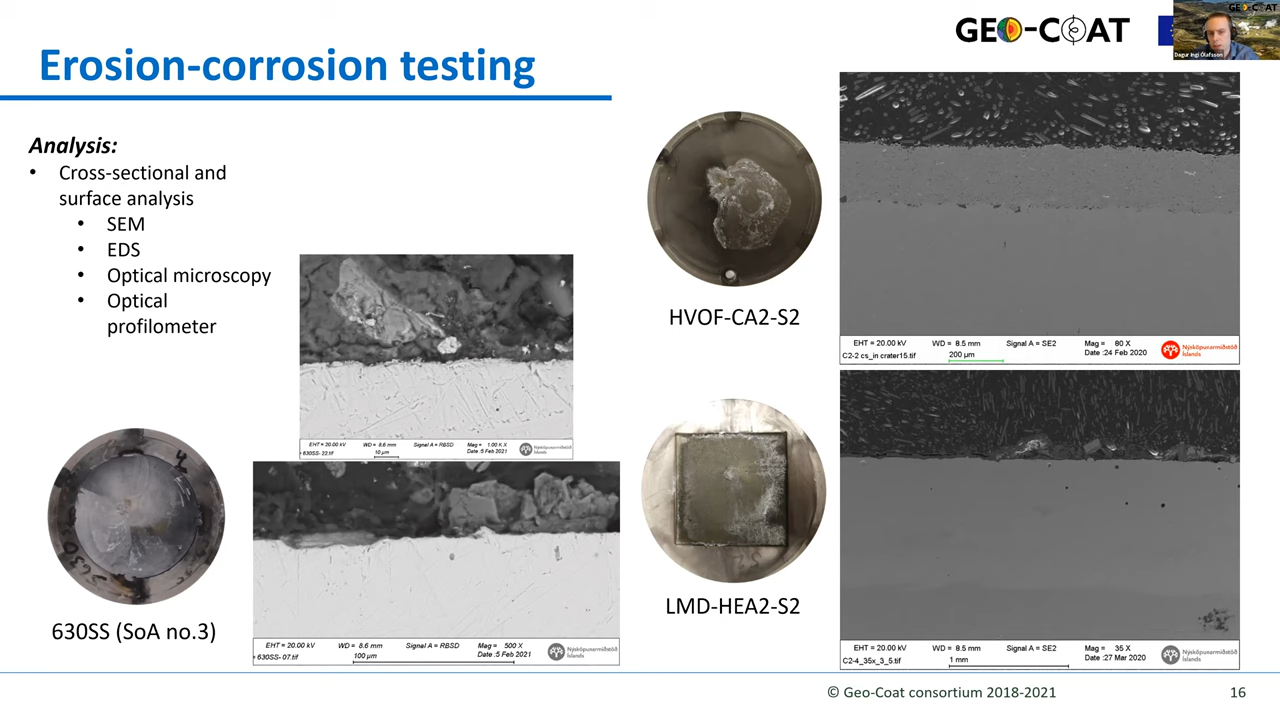 Erosion-corrosion testing
GEO-COAT
GEO-COAT
Dagur Ingi Ólafsson
Analysis:
• Cross-sectional and
surface analysis
• SEM
• EDS
• Optical microscopy
• Optical
profilometer
EHT = 20.00 kV WD = 8.6 mm Signal A = RBSD Mag = 1.00 K X
630SS- 22.tif 10 µm Date :5 Feb 2021
Nýsköpunarmiðstöð
Íslands
630SS (SoA no.3)
EHT = 20.00 kV WD = 8.6 mm Signal A = RBSD Mag = 500 X
630SS- 07.tif 100 µm Date :5 Feb 2021
Nýsköpunarmiðstöð
Íslands
HVOF-CA2-S2
EHT = 20.00 kV WD = 8.5 mm Signal A = SE2 Mag = 80 X
C2-2 cs_in crater15.tif 200 µm Date :24 Feb 2020
Nýsköpunarmiðstöð
Íslands
LMD-HEA2-S2
EHT = 20.00 kV WD = 8.5 mm Signal A = SE2 Mag = 35 X
C2-4_35x_3_5.tif 1 mm Date :27 Mar 2020
Nýsköpunarmiðstöð
Íslands
© Geo-Coat consortium 2018-2021
16